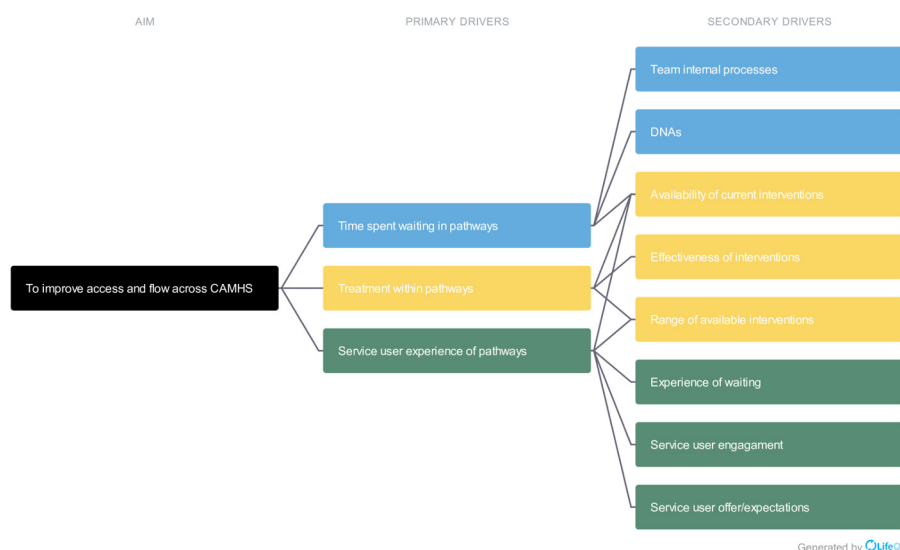 AIM
PRIMARY DRIVERS
SECONDARY DRIVERS
Team internal processes
DNAs
Availability of current interventions
Time spent waiting in pathways
Effectiveness of interventions
To improve access and flow across CAMHS
Treatment within pathways
Range of available interventions
Service user experience of pathways
Experience of waiting
Service user engagament
Service user offer/expectations
Generated by LifeQ